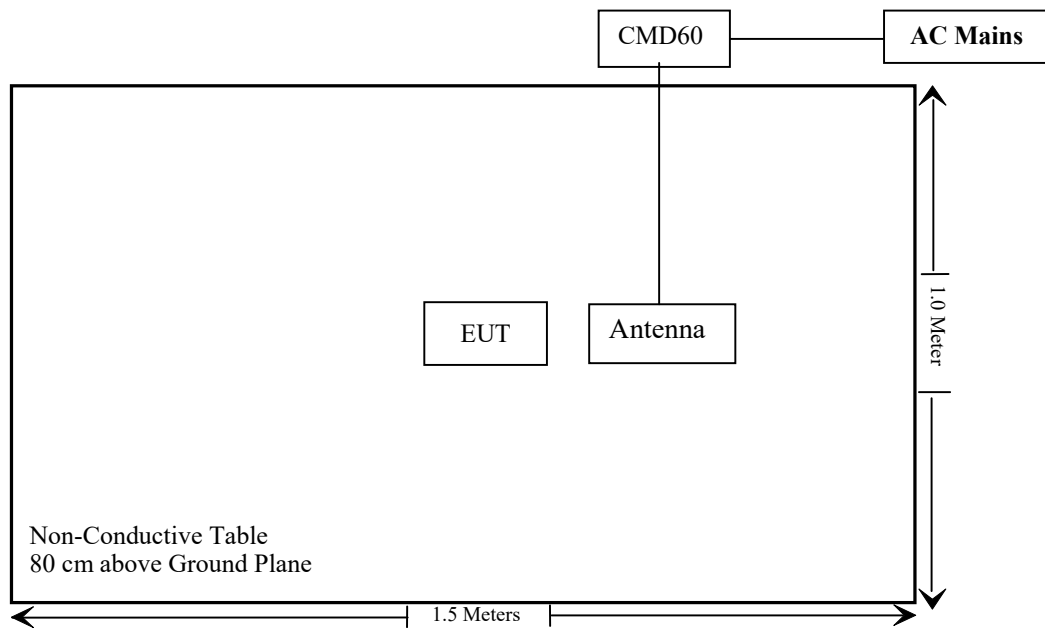 CMD60
AC Mains
EUT
Antenna
1.0 Meter
Non-Conductive Table
80 cm above Ground Plane
1.5 Meters